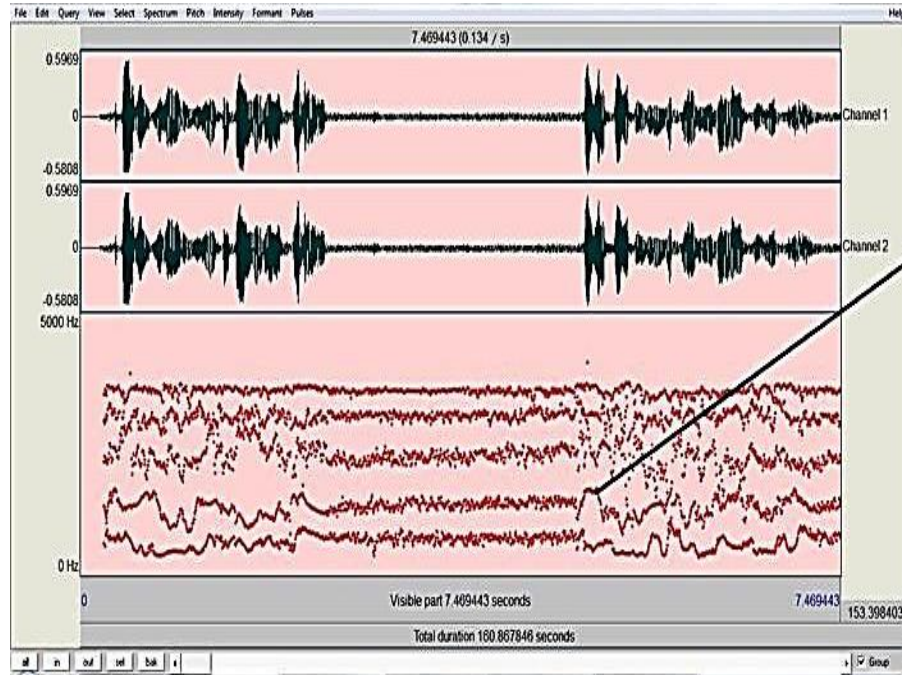 File Edit Query View Select Spectrum Pitch Intensity Formant Pulses Help
7.469443 (0.134 / s)
0.5969
0
-0.5808
Channel 1
0.5969
0
-0.5808
Channel 2
5000 Hz
0 Hz
0 Visible part 7.469443 seconds 7.469443
153.398403
Total duration 160.867846 seconds
all in out sel bak Group